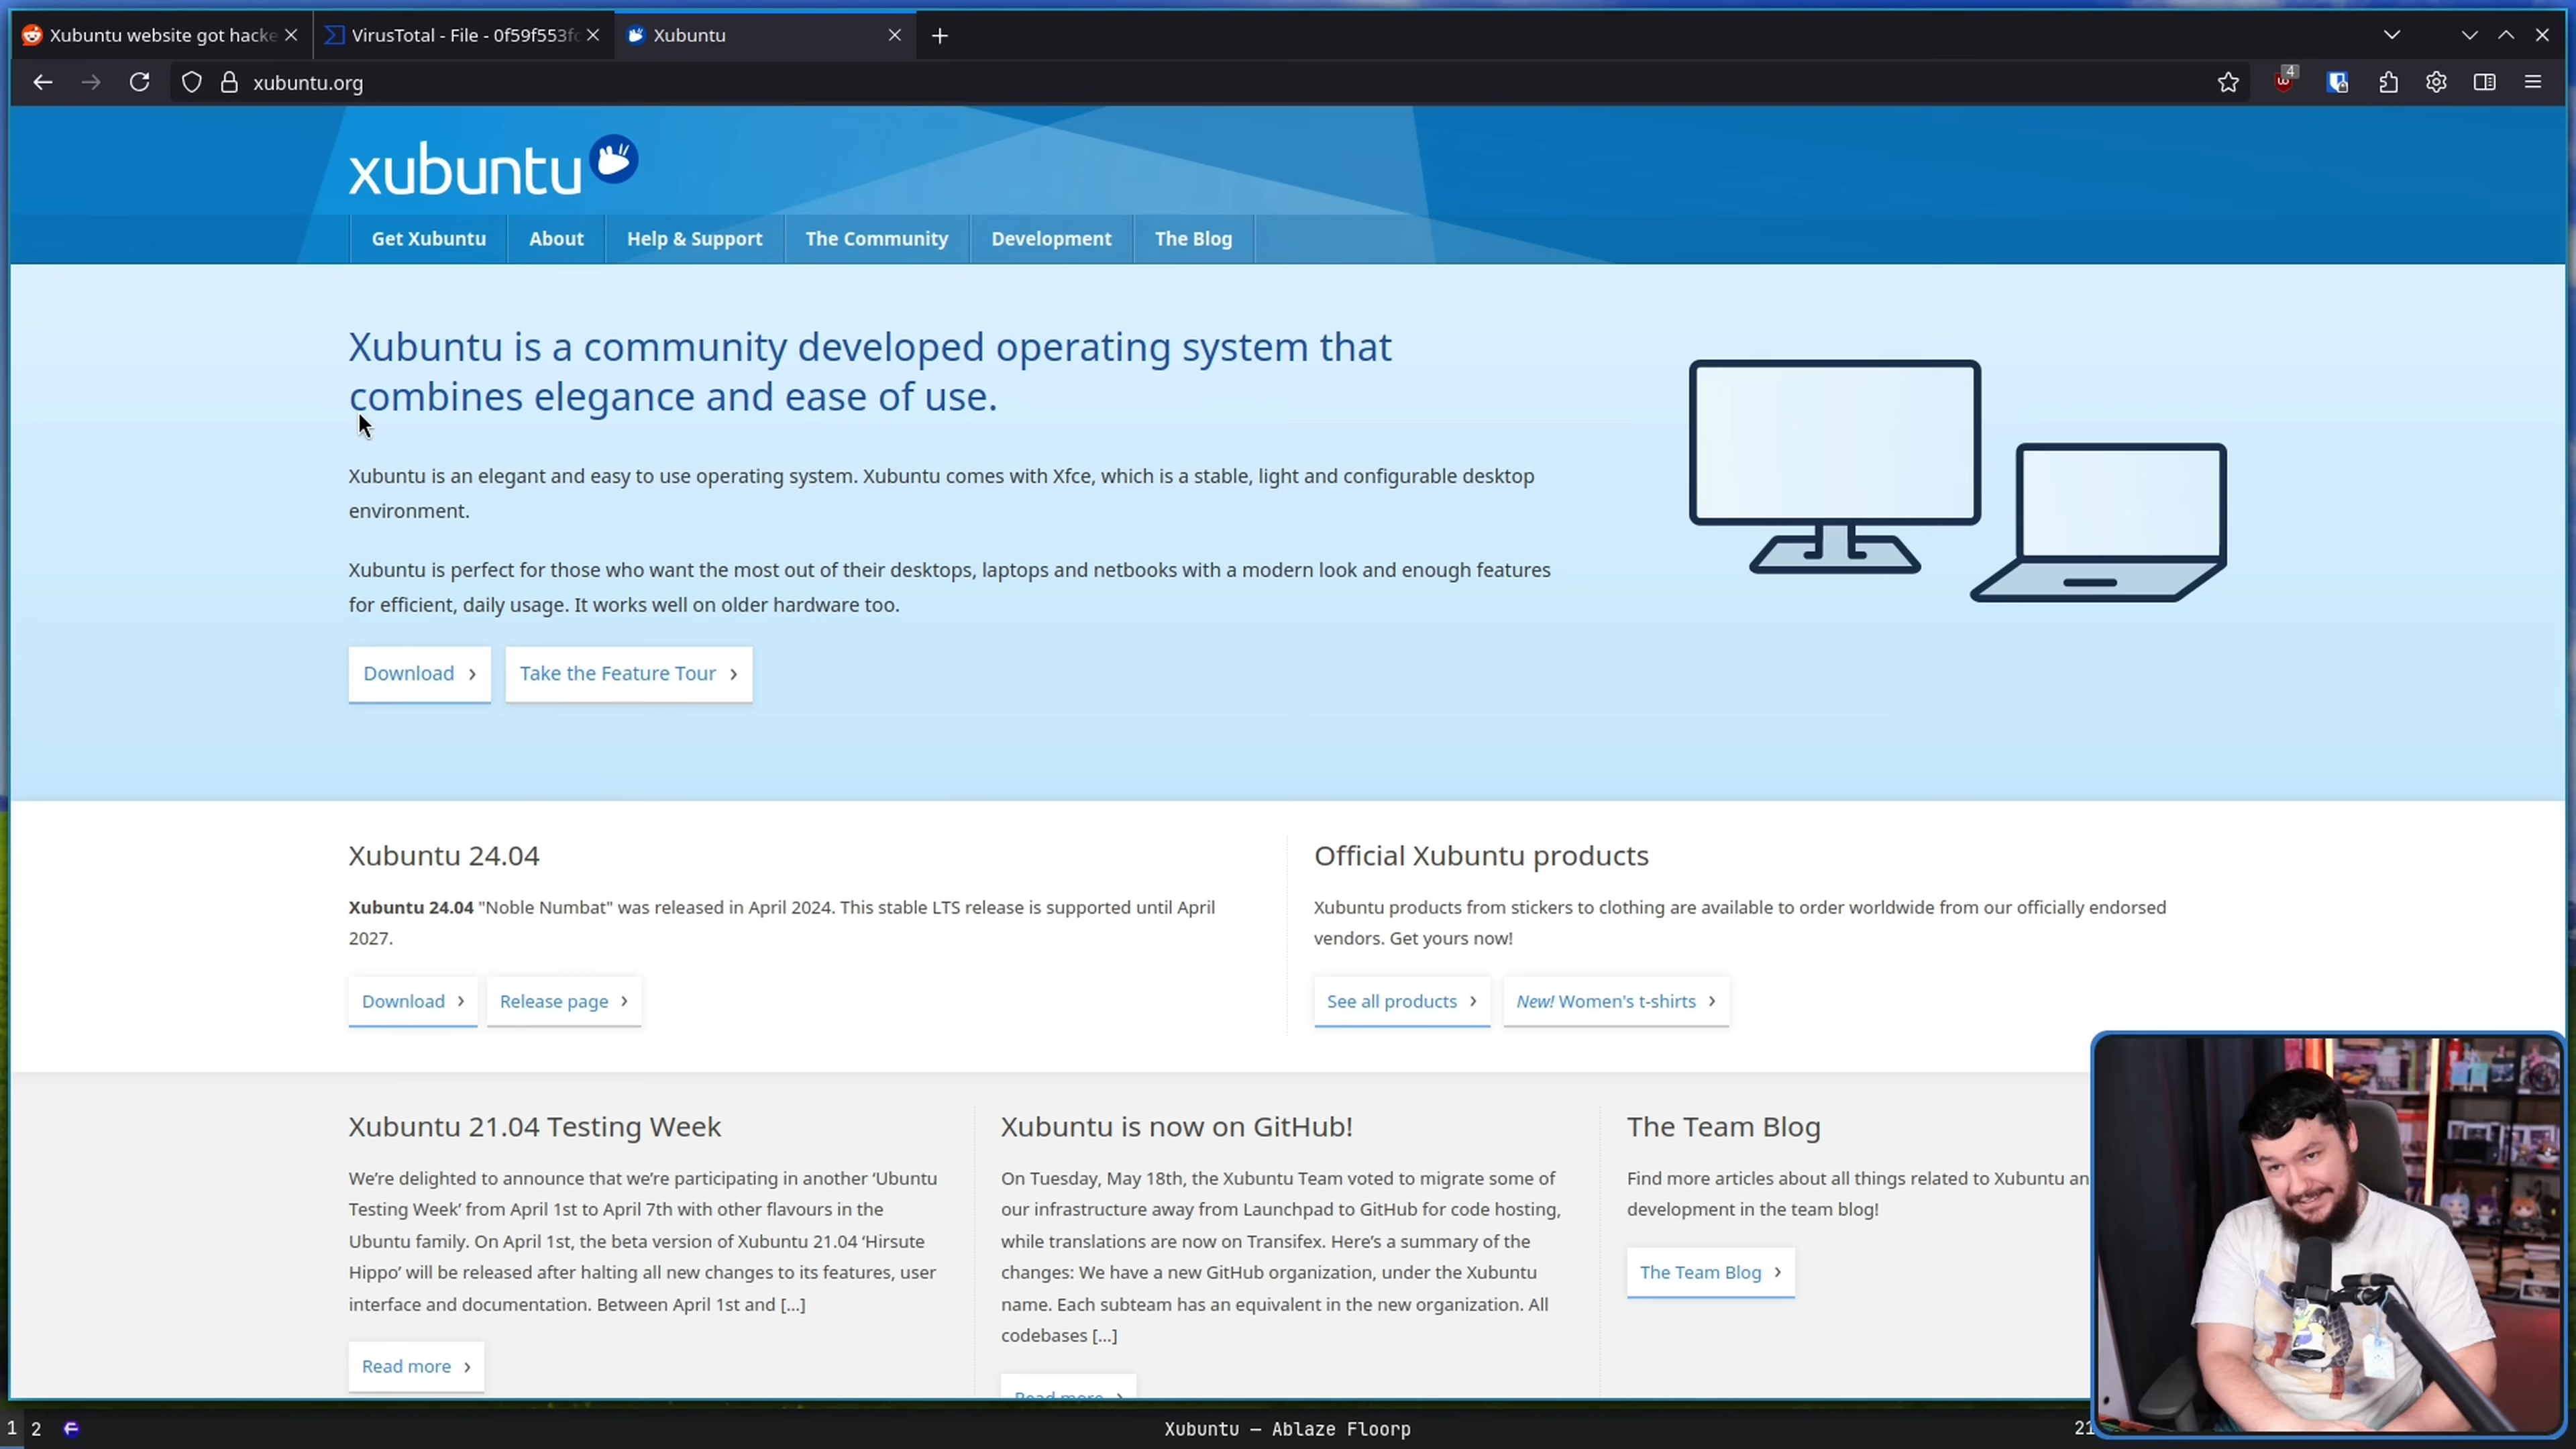 Xubuntu website got hacke
VirusTotal - File - 0f59f553f
Xubuntu
xubuntu.org
4
xubuntu
Get Xubuntu
About
Help & Support
The Community
Development
The Blog
Xubuntu is a community developed operating system that
combines elegance and ease of use.
Xubuntu is an elegant and easy to use operating system. Xubuntu comes with Xfce, which is a stable, light and configurable desktop
environment.
Xubuntu is perfect for those who want the most out of their desktops, laptops and netbooks with a modern look and enough features
for efficient, daily usage. It works well on older hardware too.
Download ›
Take the Feature Tour ›
Xubuntu 24.04
Xubuntu 24.04 "Noble Numbat" was released in April 2024. This stable LTS release is supported until April
2027.
Download ›
Release page ›
Official Xubuntu products
Xubuntu products from stickers to clothing are available to order worldwide from our officially endorsed
vendors. Get yours now!
See all products ›
New! Women's t-shirts ›
Xubuntu 21.04 Testing Week
We’re delighted to announce that we’re participating in another ‘Ubuntu
Testing Week’ from April 1st to April 7th with other flavours in the
Ubuntu family. On April 1st, the beta version of Xubuntu 21.04 ‘Hirsute
Hippo’ will be released after halting all new changes to its features, user
interface and documentation. Between April 1st and [...]
Read more ›
Xubuntu is now on GitHub!
On Tuesday, May 18th, the Xubuntu Team voted to migrate some of
our infrastructure away from Launchpad to GitHub for code hosting,
while translations are now on Transifex. Here’s a summary of the
changes: We have a new GitHub organization, under the Xubuntu
name. Each subteam has an equivalent in the new organization. All
codebases [...]
Read more ›
The Team Blog
Find more articles about all things related to Xubuntu an
development in the team blog!
The Team Blog ›
1 2
Xubuntu — Ablaze Floorp
21